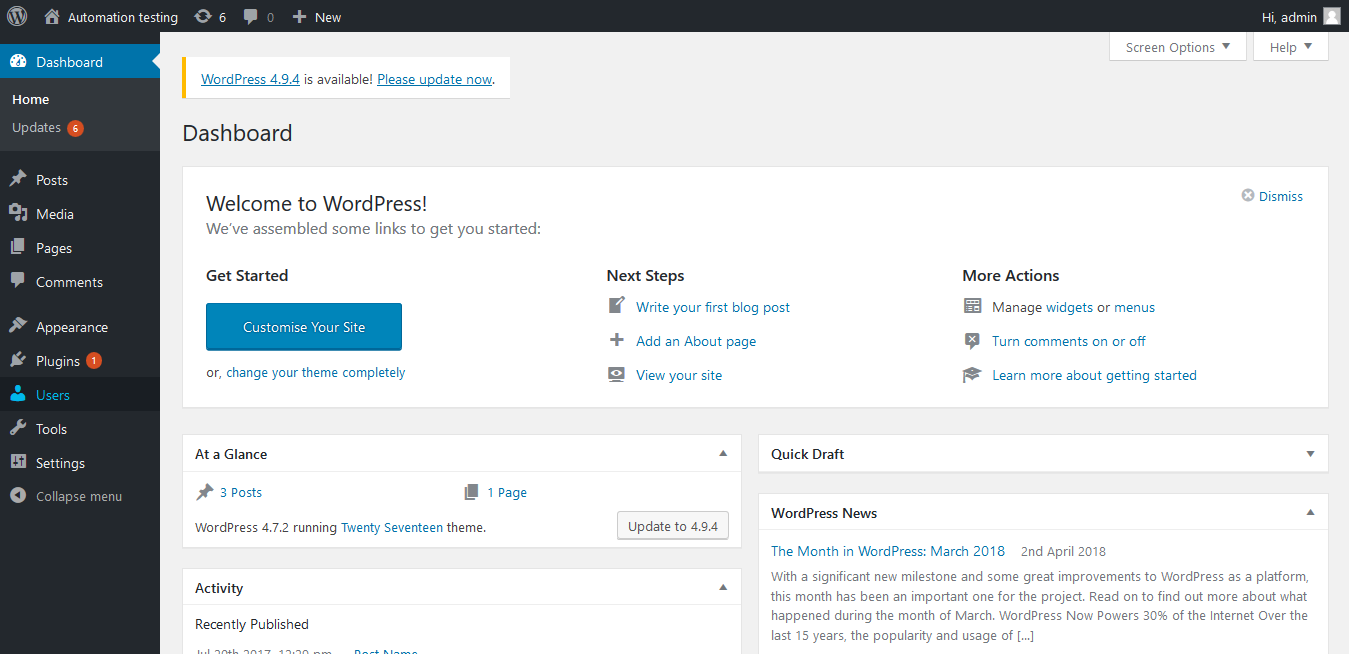 Automation testing 6 0 New Hi, admin
Screen Options Help
Dashboard
Home
Updates 6
Posts
Media
Pages
Comments
Appearance
Plugins 1
Users
Tools
Settings
Collapse menu
WordPress 4.9.4 is available! Please update now.
Dashboard
Welcome to WordPress!
Dismiss
We've assembled some links to get you started:
Get Started
Customise Your Site
or, change your theme completely
Next Steps
Write your first blog post
Add an About page
View your site
More Actions
Manage widgets or menus
Turn comments on or off
Learn more about getting started
At a Glance
3 Posts 1 Page
WordPress 4.7.2 running Twenty Seventeen theme.
Update to 4.9.4
Activity
Recently Published
Jul 20th 2017, 12:20 pm Post Name
Quick Draft
WordPress News
The Month in WordPress: March 2018 2nd April 2018
With a significant new milestone and some great improvements to WordPress as a platform,
this month has been an important one for the project. Read on to find out more about what
happened during the month of March. WordPress Now Powers 30% of the Internet Over the
last 15 years, the popularity and usage of [...]